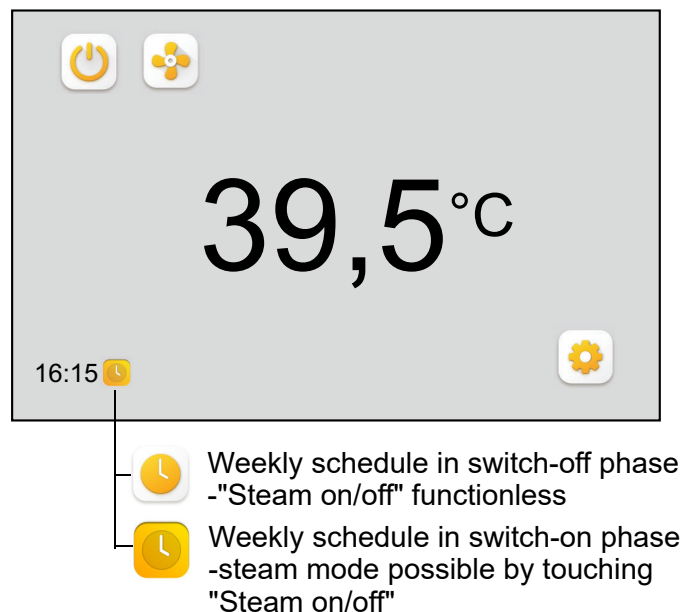 39,5°C
16:15
Weekly schedule in switch-off phase
-"Steam on/off" functionless
Weekly schedule in switch-on phase
-steam mode possible by touching
"Steam on/off"